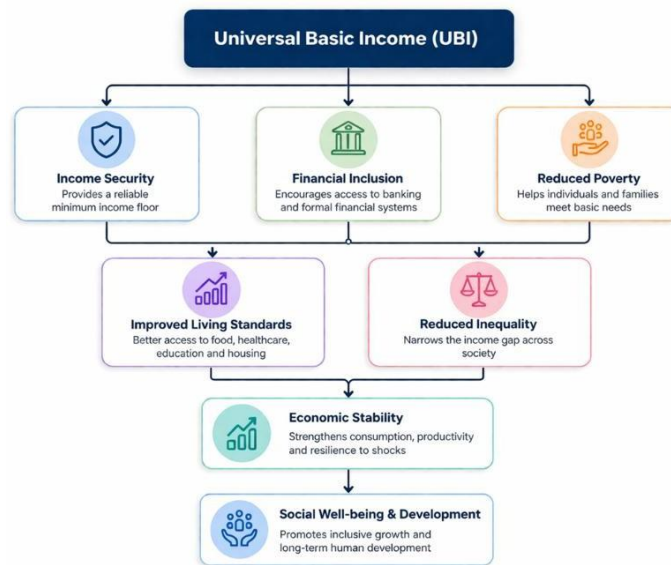 Universal Basic Income (UBI)
Income Security
Provides a reliable
minimum income floor
Financial Inclusion
Encourages access to banking
and formal financial systems
Reduced Poverty
Helps individuals and families
meet basic needs
Improved Living Standards
Better access to food, healthcare,
education and housing
Reduced Inequality
Narrows the income gap across
society
Economic Stability
Strengthens consumption, productivity
and resilience to shocks
Social Well-being & Development
Promotes inclusive growth and
long-term human development